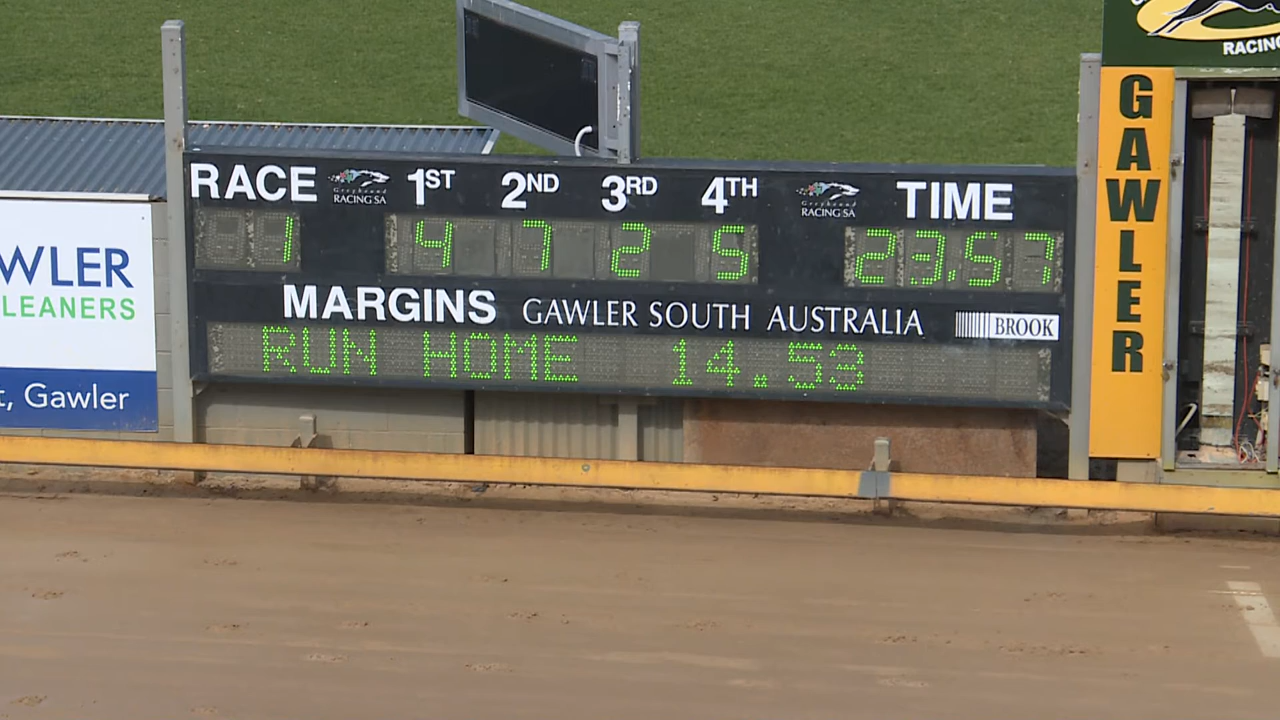 RACING
RACE Greyhound RACING SA 1ST 2ND 3RD 4TH Greyhound RACING SA TIME
1 4 7 2 5 23.57
MARGINS GAWLER SOUTH AUSTRALIA BROOK
RUN HOME 14.53
GAWLER
WLER
LEANERS
t, Gawler